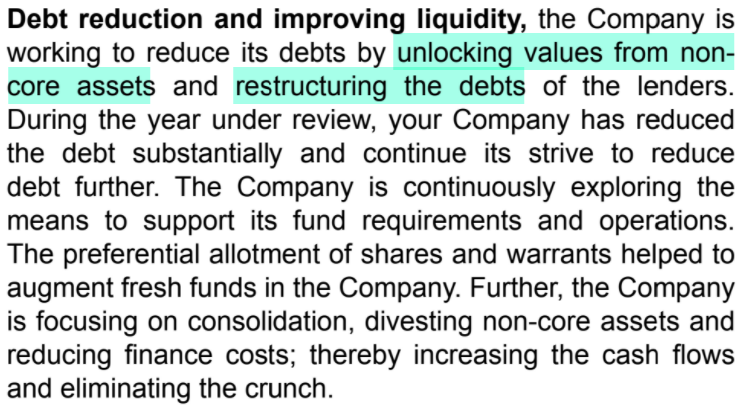 Debt reduction and improving liquidity, the Company is
working to reduce its debts by unlocking values from non-
core assets and restructuring the debts of the lenders.
During the year under review, your Company has reduced
the debt substantially and continue its strive to reduce
debt further. The Company is continuously exploring the
means to support its fund requirements and operations.
The preferential allotment of shares and warrants helped to
augment fresh funds in the Company. Further, the Company
is focusing on consolidation, divesting non-core assets and
reducing finance costs; thereby increasing the cash flows
and eliminating the crunch.